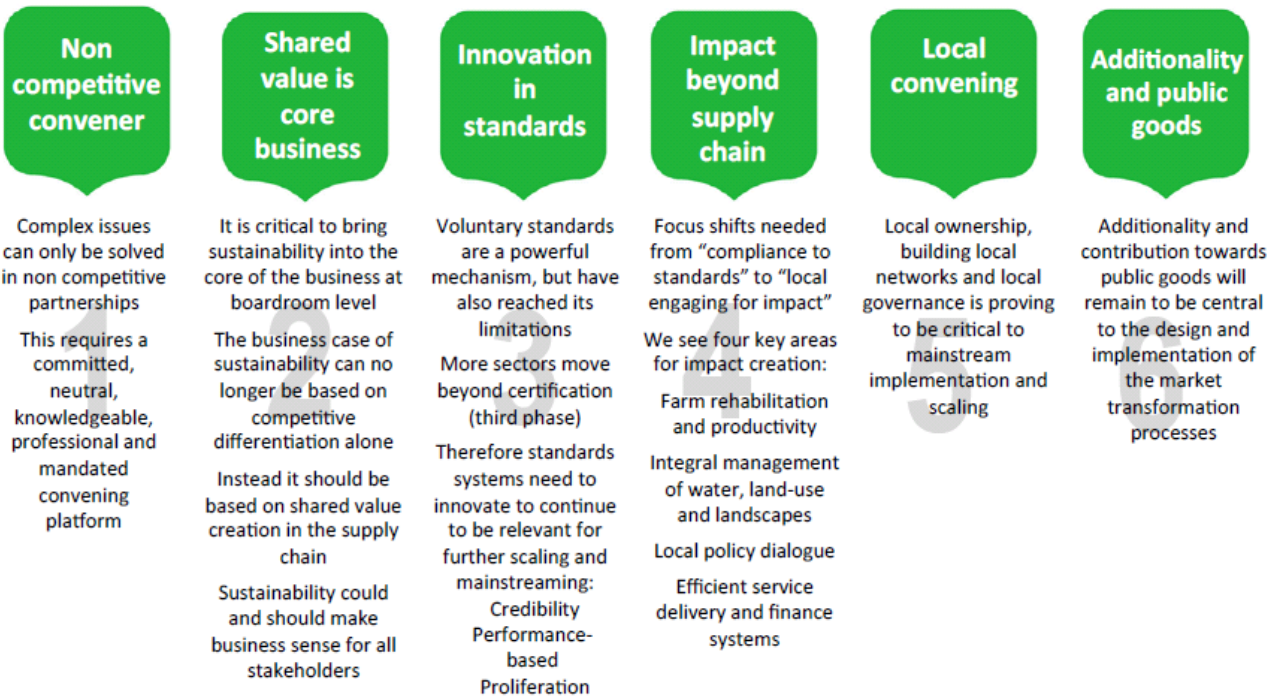 Non
competitive
convener
Complex issues
can only be solved
in non competitive
partnerships
This requires a
committed,
neutral,
knowledgeable,
professional and
mandated
convening
platform
1
Shared
value is
core
business
It is critical to bring
sustainability into the
core of the business at
boardroom level
The business case of
sustainability can no
longer be based on
competitive
differentiation alone
Instead it should be
based on shared value
creation in the supply
chain
Sustainability could
and should make
business sense for all
stakeholders
2
Innovation
in
standards
Voluntary standards
are a powerful
mechanism, but have
also reached its
limitations
More sectors move
beyond certification
(third phase)
Therefore standards
systems need to
innovate to continue
to be relevant for
further scaling and
mainstreaming:
Credibility
Performance-
based
Proliferation
3
Impact
beyond
supply
chain
Focus shifts needed
from “compliance to
standards” to “local
engaging for impact”
We see four key areas
for impact creation:
Farm rehabilitation
and productivity
Integral management
of water, land-use
and landscapes
Local policy dialogue
Efficient service
delivery and finance
systems
4
Local
convening
Local ownership,
building local
networks and local
governance is proving
to be critical to
mainstream
implementation and
scaling
5
Additionality
and public
goods
Additionality and
contribution towards
public goods will
remain to be central
to the design and
implementation of
the market
transformation
processes
6